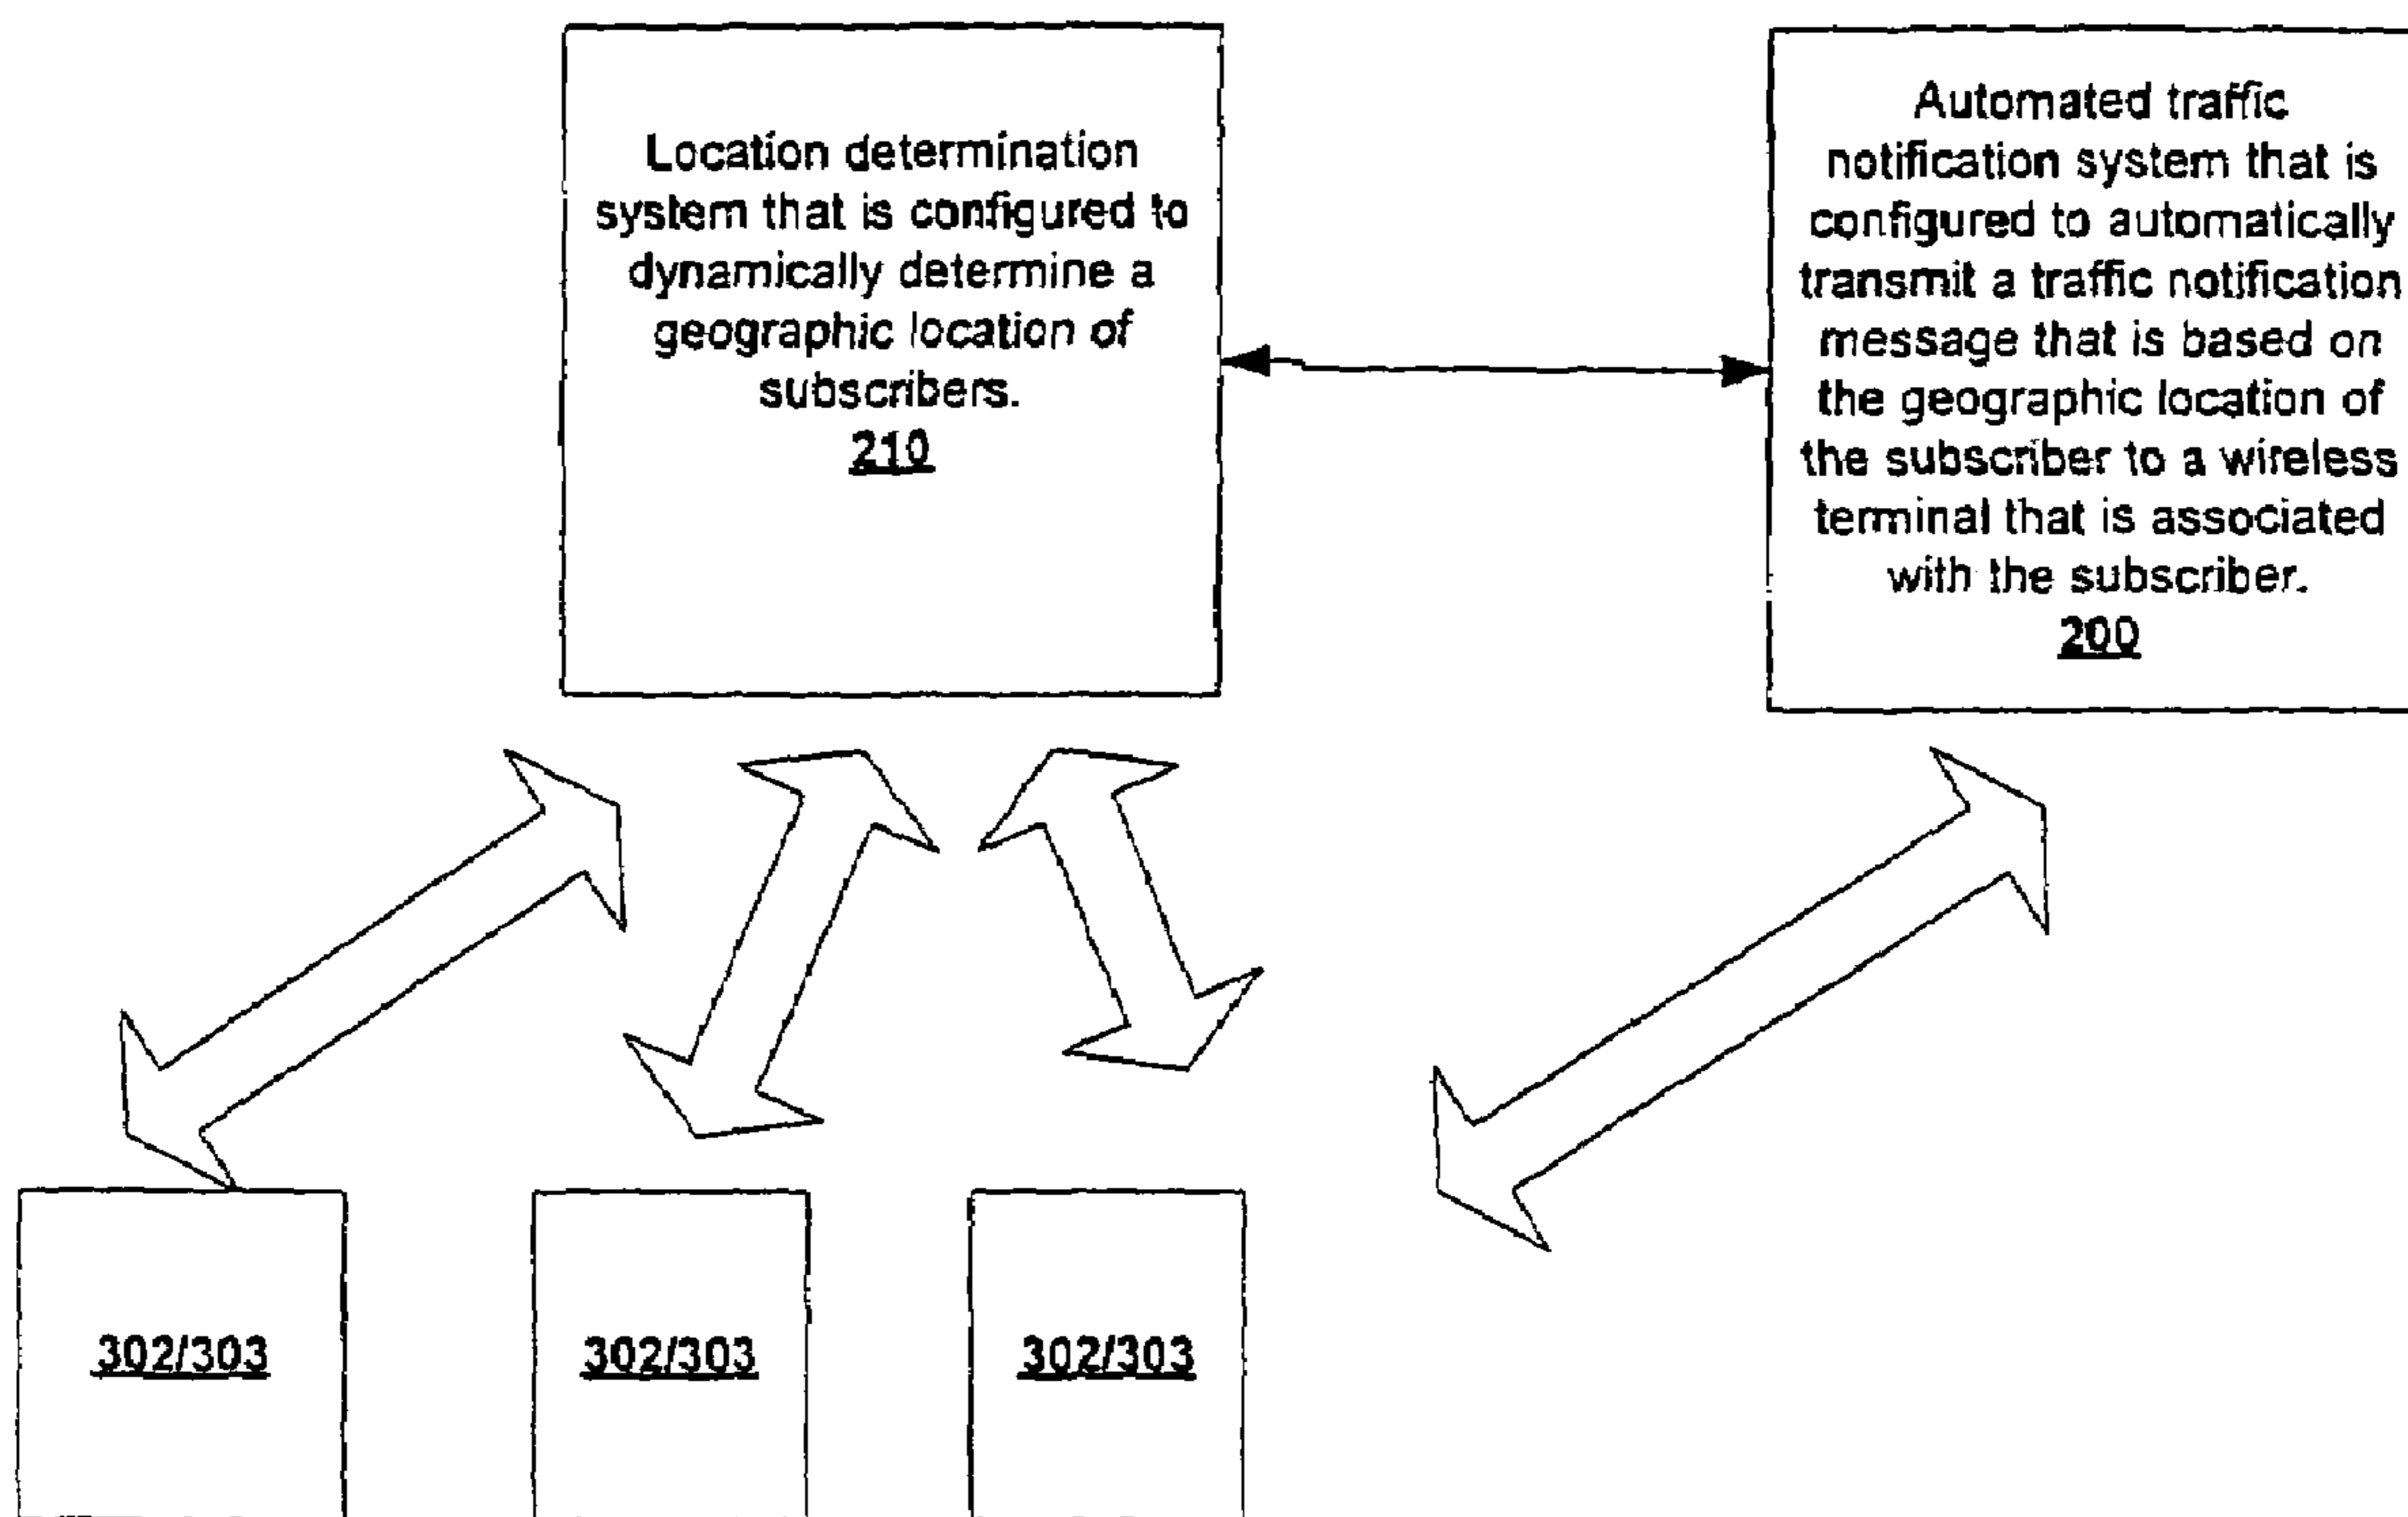 Location determination
system that is configured to
dynamically determine a
geographic location of
subscribers.
210
Automated traffic
notification system that is
configured to automatically
transmit a traffic notification
message that is based on
the geographic location of
the subscriber to a wireless
terminal that is associated
with the subscriber.
200
302/303
302/303
302/303